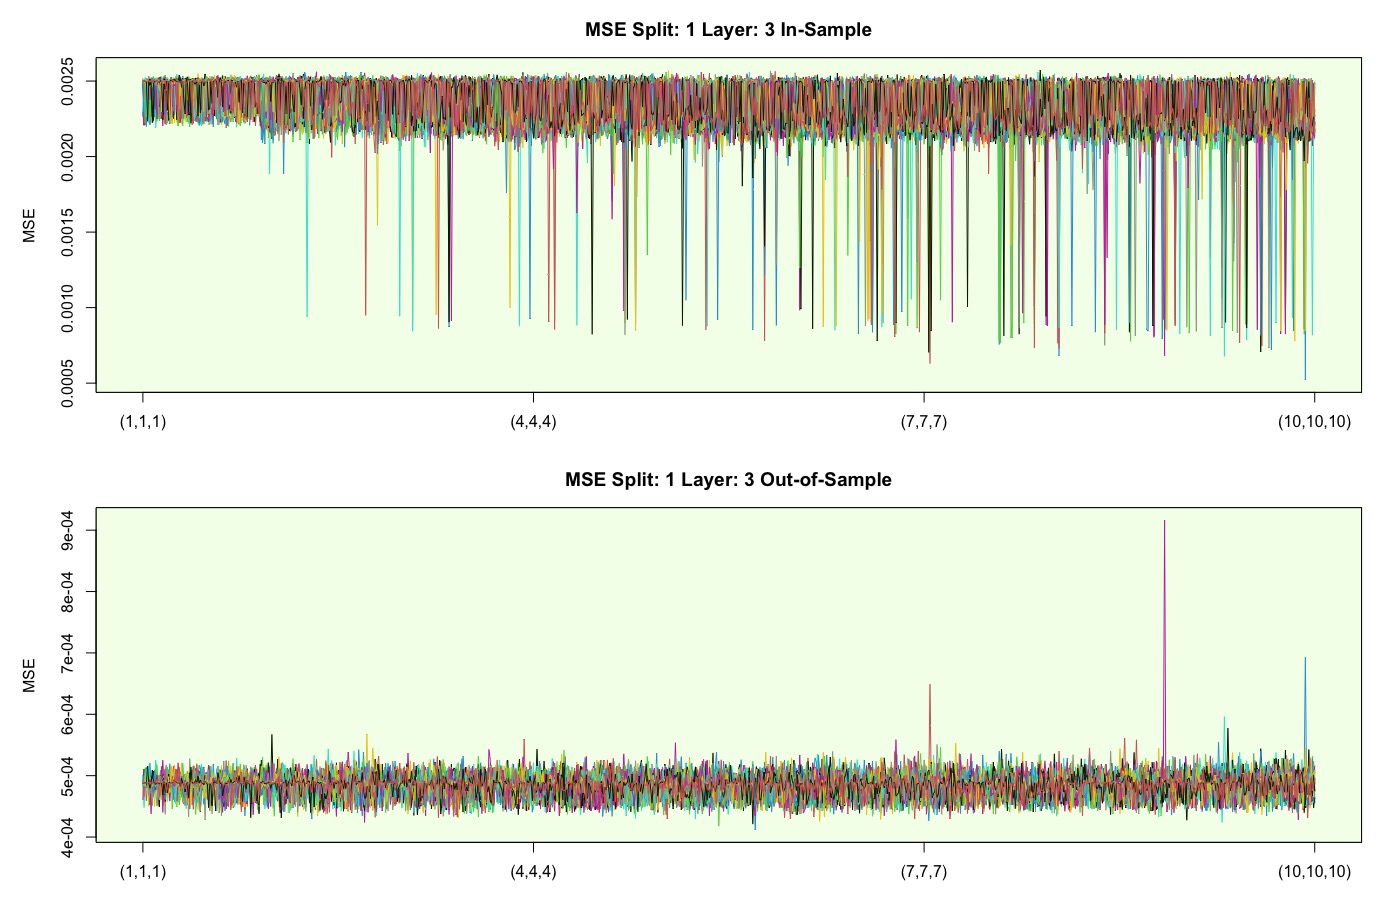 MSE Split: 1 Layer: 3 In-Sample
MSE
0.0025
0.0020
0.0015
0.0010
0.0005
(1,1,1)
(4,4,4)
(7,7,7)
(10,10,10)
MSE Split: 1 Layer: 3 Out-of-Sample
MSE
9e-04
8e-04
7e-04
6e-04
5e-04
4e-04
(1,1,1)
(4,4,4)
(7,7,7)
(10,10,10)